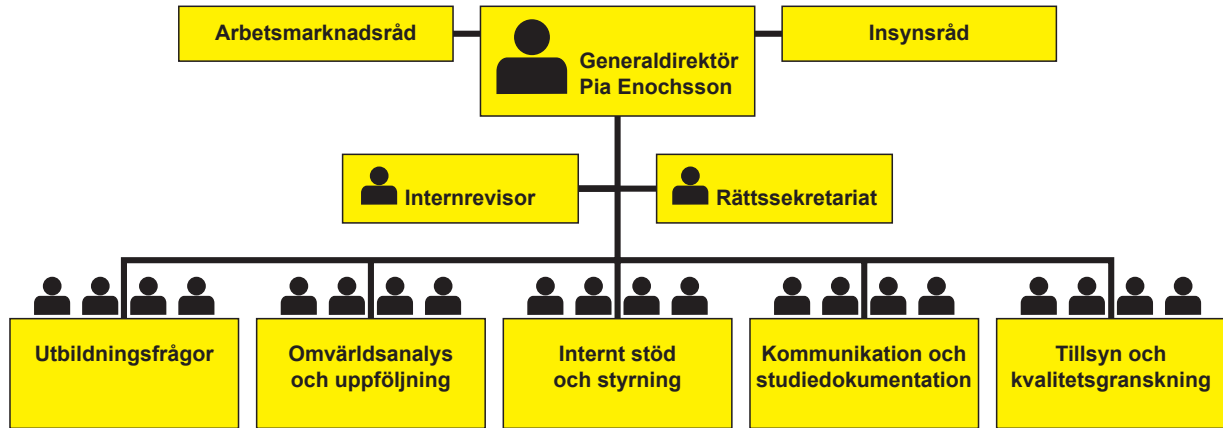 Arbetsmarknadsråd
Generaldirektör
Pia Enochsson
Insynsråd
Internrevisor
Rättssekretariat
Utbildningsfrågor
Omvärldsanalys
och uppföljning
Internt stöd
och styrning
Kommunikation och
studiedokumentation
Tillsyn och
kvalitetsgranskning